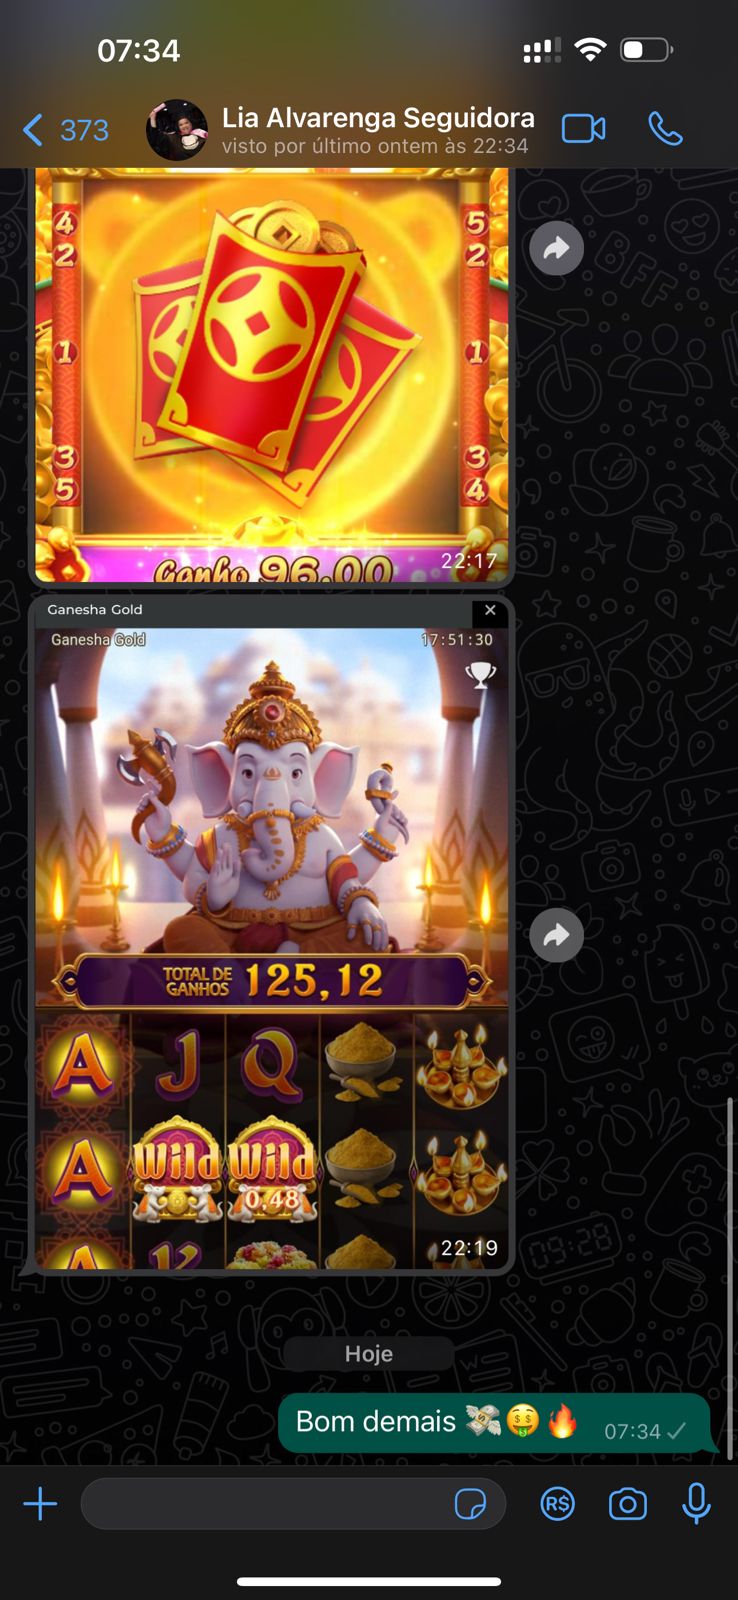 07:34
373
Lia Alvarenga Seguidora
visto por último ontem às 22:34
4
5
2
2
1
1
3
3
5
4
Ganho 96.00
22:17
Ganesha Gold
Ganesha Gold
17:51:30
TOTAL DE
GANHOS
125,12
A
J
Q
A
Wild
Wild
0,48
A
K
22:19
Hoje
Bom demais 💸🤑🔥
07:34
R$